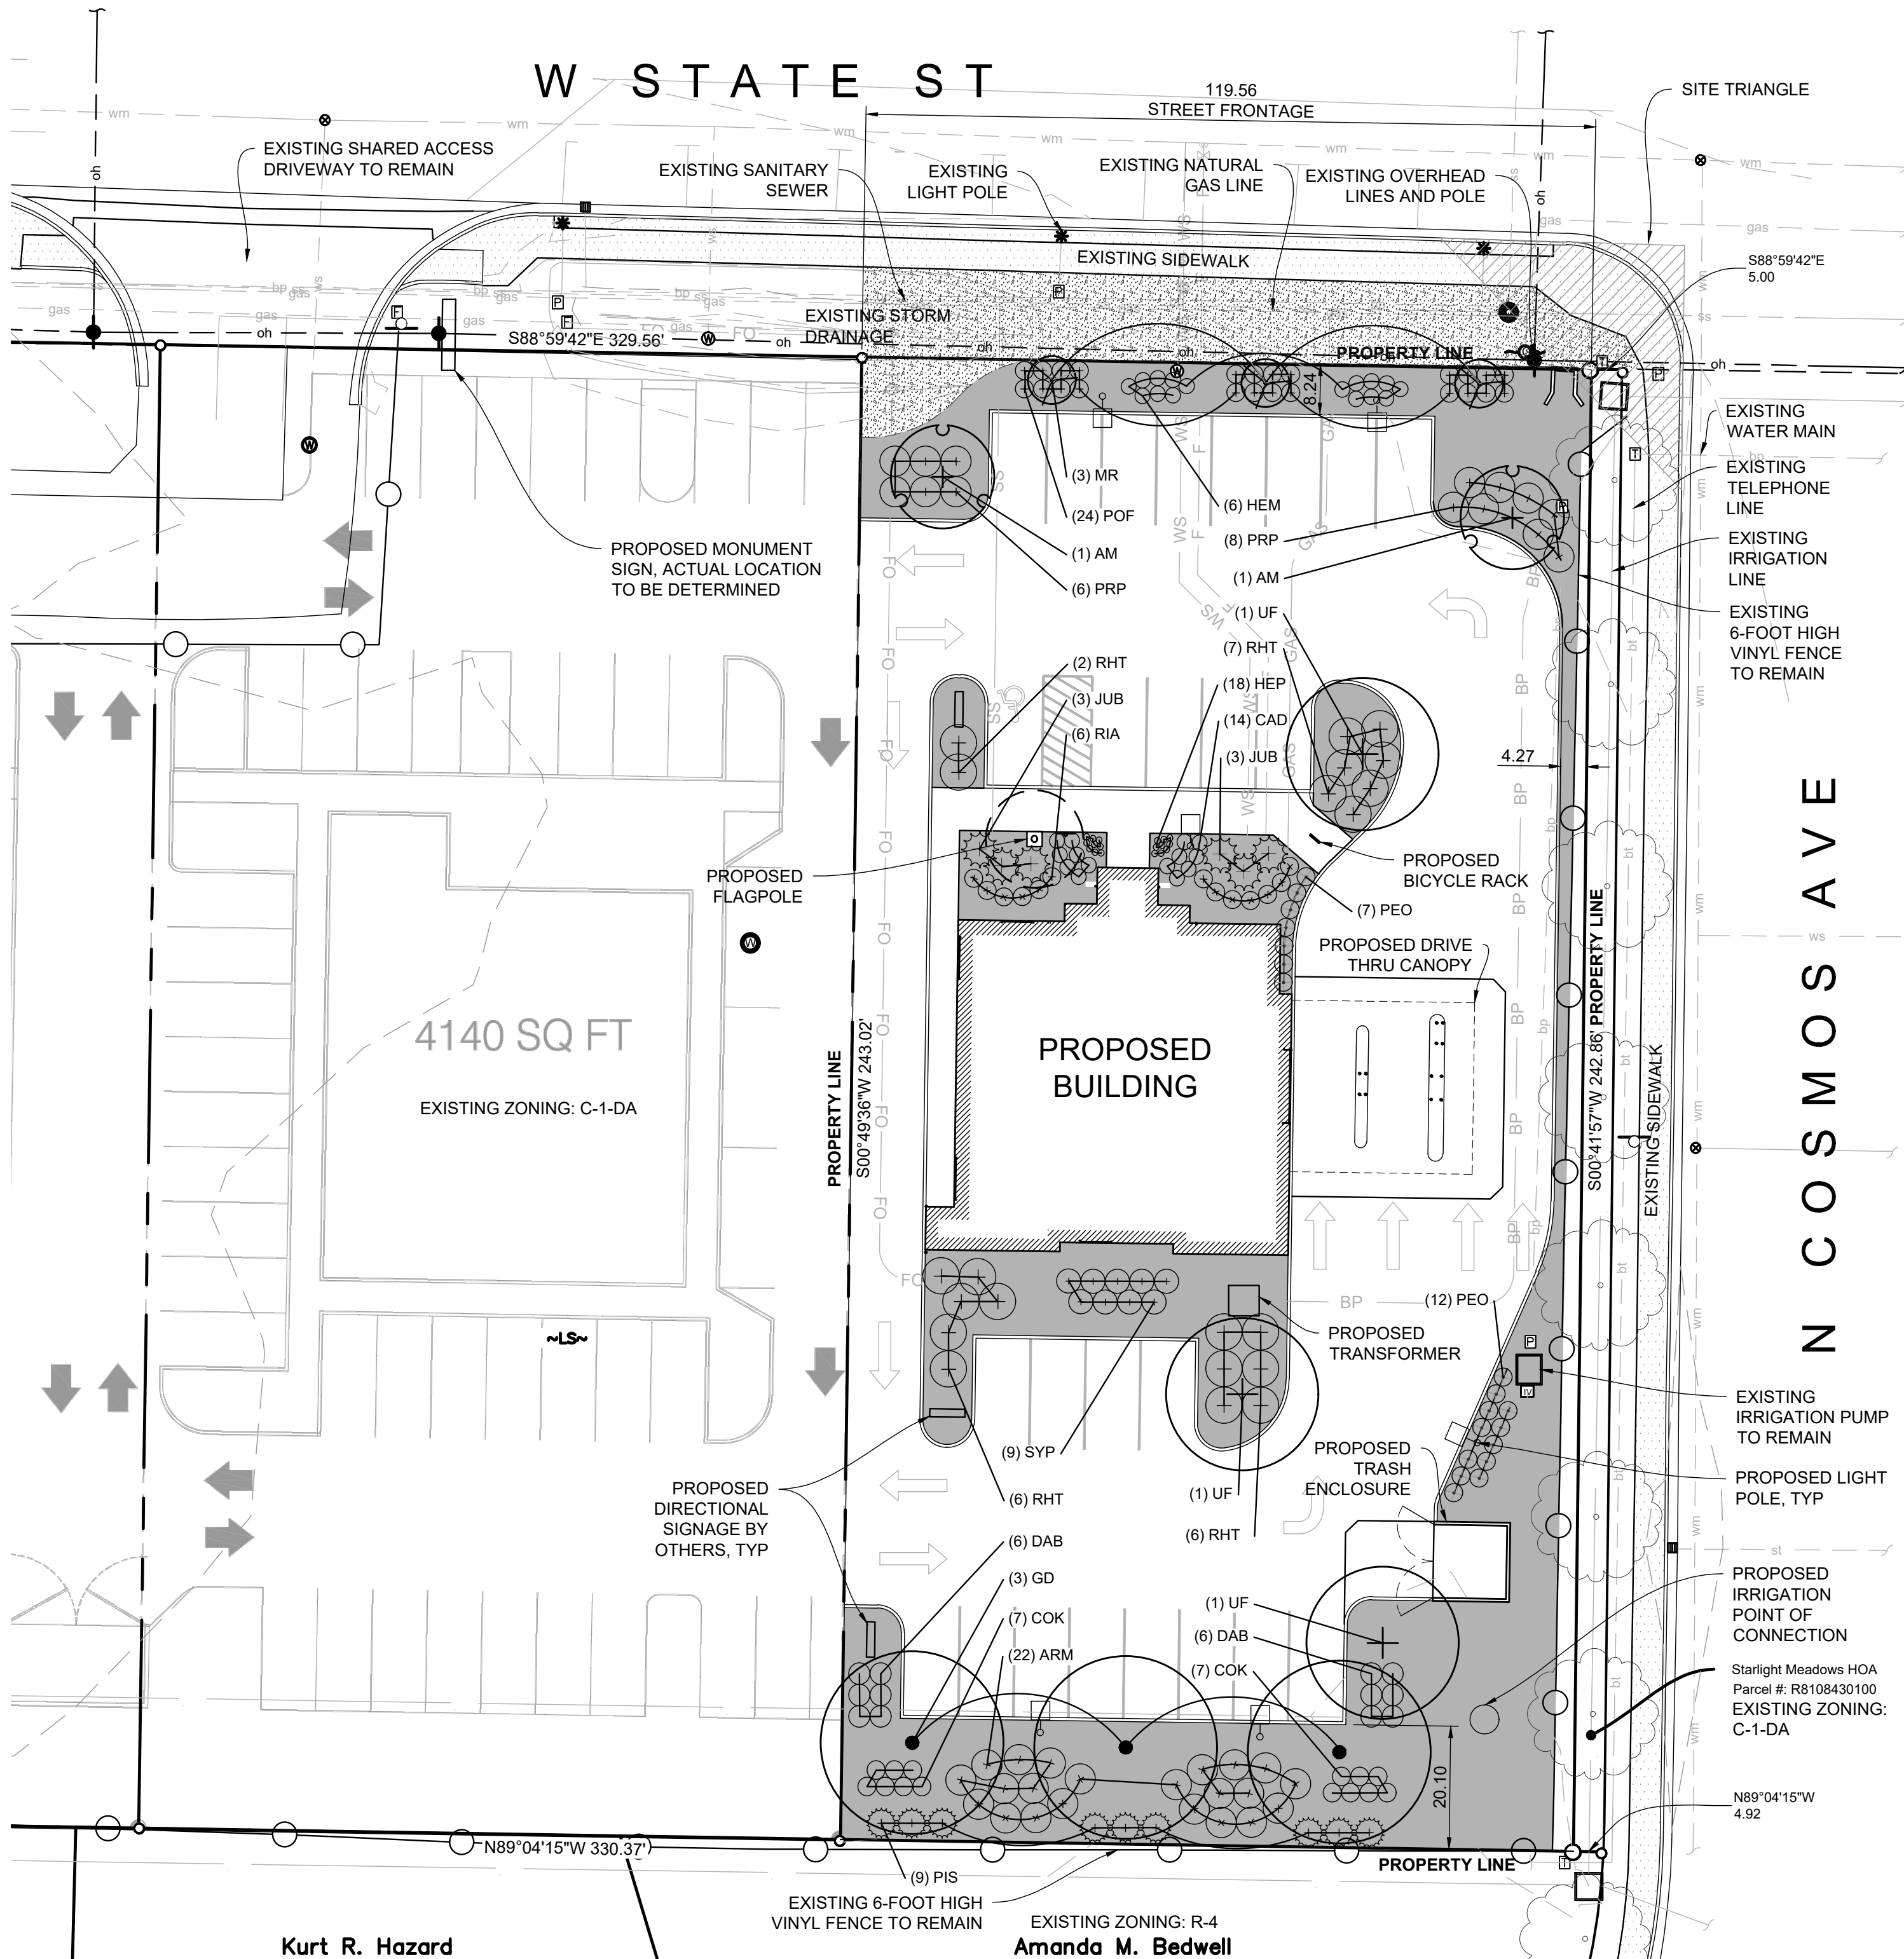 W STATE ST
119.56
STREET FRONTAGE
SITE TRIANGLE
EXISTING SHARED ACCESS
DRIVEWAY TO REMAIN
EXISTING SANITARY
SEWER
EXISTING
LIGHT POLE
EXISTING NATURAL
GAS LINE
EXISTING OVERHEAD
LINES AND POLE
EXISTING SIDEWALK
S88°59'42"E
5.00
EXISTING STORM
DRAINAGE
S88°59'42"E 329.56'
PROPERTY LINE
8.24
EXISTING
WATER MAIN
EXISTING
TELEPHONE
LINE
EXISTING
IRRIGATION
LINE
EXISTING
6-FOOT HIGH
VINYL FENCE
TO REMAIN
PROPOSED MONUMENT
SIGN, ACTUAL LOCATION
TO BE DETERMINED
(3) MR
(24) POF
(1) AM
(6) PRP
(6) HEM
(8) PRP
(1) AM
(1) UF
(7) RHT
(18) HEP
(14) CAD
(3) JUB
(2) RHT
(3) JUB
(6) RIA
4.27
N COSMOS AVE
PROPOSED
FLAGPOLE
PROPOSED
BICYCLE RACK
(7) PEO
PROPOSED DRIVE
THRU CANOPY
4140 SQ FT
EXISTING ZONING: C-1-DA
PROPERTY LINE
S00°49'36"W 243.02'
PROPOSED
BUILDING
S00°41'57"W 242.86' PROPERTY LINE
EXISTING SIDEWALK
(12) PEO
PROPOSED
TRANSFORMER
~LS~
EXISTING
IRRIGATION PUMP
TO REMAIN
PROPOSED LIGHT
POLE, TYP
(9) SYP
(6) RHT
(1) UF
(6) RHT
PROPOSED
TRASH
ENCLOSURE
PROPOSED
DIRECTIONAL
SIGNAGE BY
OTHERS, TYP
(6) DAB
(3) GD
(7) COK
(22) ARM
(1) UF
(6) DAB
(7) COK
PROPOSED
IRRIGATION
POINT OF
CONNECTION
Starlight Meadows HOA
Parcel #: R8108430100
EXISTING ZONING:
C-1-DA
20.10
N89°04'15"W
4.92
N89°04'15"W 330.37'
(9) PIS
PROPERTY LINE
EXISTING 6-FOOT HIGH
VINYL FENCE TO REMAIN
EXISTING ZONING: R-4
Kurt R. Hazard
Amanda M. Bedwell